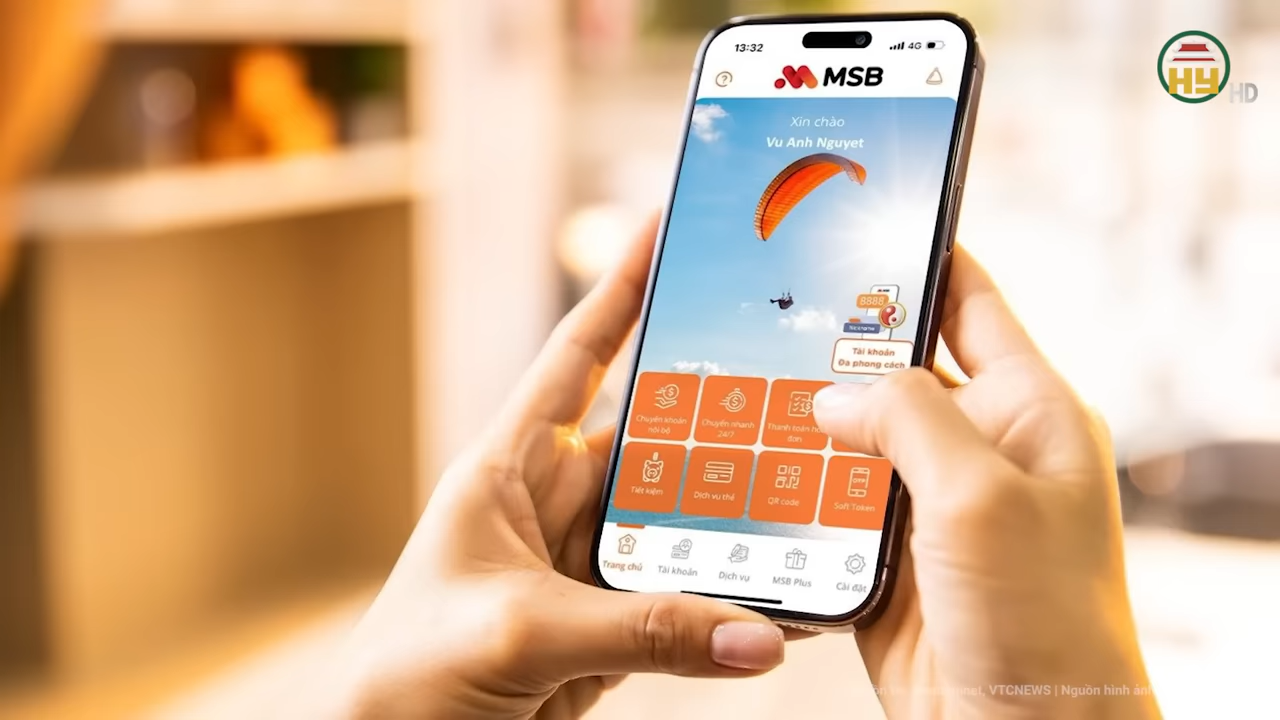 13:32
4G
MSB
Xin chào
Vu Anh Nguyet
8888
Nickname
Tài khoản
Đa phong cách
Chuyển khoản
nội bộ
Chuyển nhanh
24/7
Thanh toán
đơn
Tiết kiệm
Dịch vụ thẻ
QR code
OTP
Soft Token
Trang chủ
Tài khoản
Dịch vụ
MSB Plus
Cài đặt
HY
HD
VTCNEWS | Nguồn hình ảnh